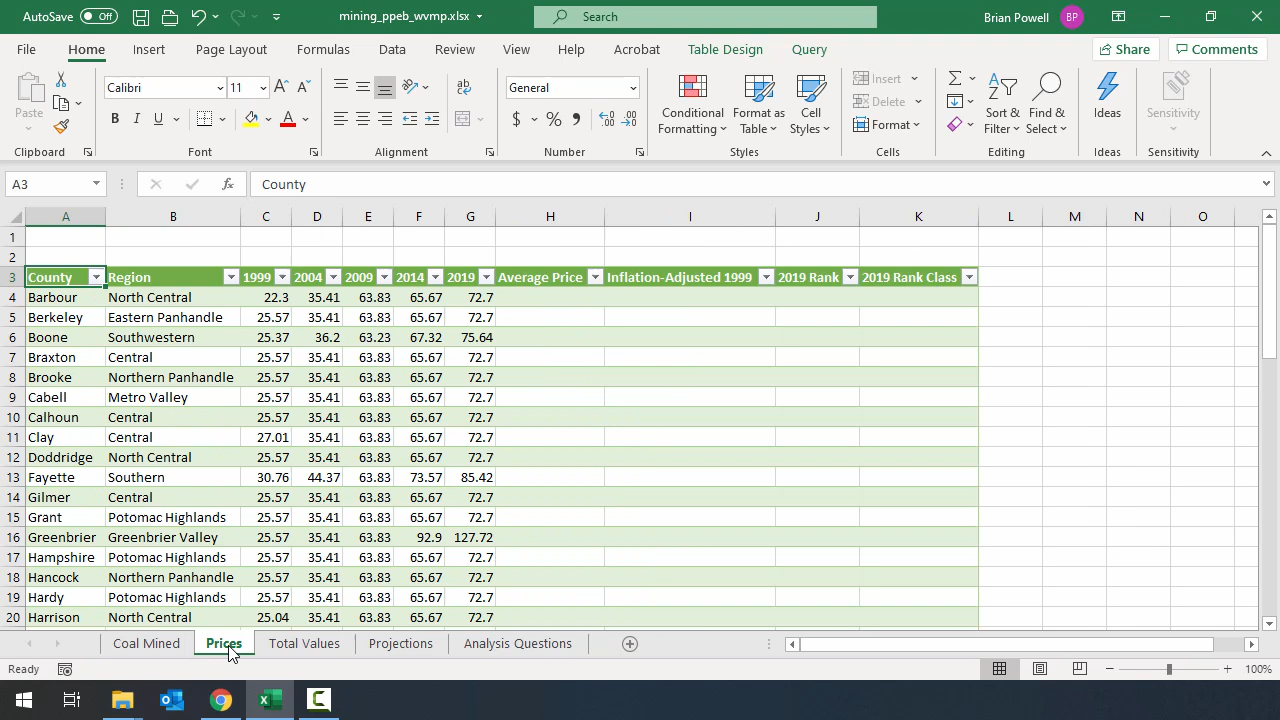 AutoSave Off mining_ppeb_wvmp.xlsx Search Brian Powell BP
File Home Insert Page Layout Formulas Data Review View Help Acrobat Table Design Query Share Comments
Paste Calibri 11 A A ab General Conditional Formatting Format as Table Cell Styles Insert Delete Format Sort & Filter Find & Select Ideas Sensitivity
B I U A $ % 9
Clipboard Font Alignment Number Styles Cells Editing Ideas Sensitivity
A3 fx County
A B C D E F G H I J K L M N O
1
2
3 County Region 1999 2004 2009 2014 2019 Average Price Inflation-Adjusted 1999 2019 Rank 2019 Rank Class
4 Barbour North Central 22.3 35.41 63.83 65.67 72.7
5 Berkeley Eastern Panhandle 25.57 35.41 63.83 65.67 72.7
6 Boone Southwestern 25.37 36.2 63.23 67.32 75.64
7 Braxton Central 25.57 35.41 63.83 65.67 72.7
8 Brooke Northern Panhandle 25.57 35.41 63.83 65.67 72.7
9 Cabell Metro Valley 25.57 35.41 63.83 65.67 72.7
10 Calhoun Central 25.57 35.41 63.83 65.67 72.7
11 Clay Central 27.01 35.41 63.83 65.67 72.7
12 Doddridge North Central 25.57 35.41 63.83 65.67 72.7
13 Fayette Southern 30.76 44.37 63.83 73.57 85.42
14 Gilmer Central 25.57 35.41 63.83 65.67 72.7
15 Grant Potomac Highlands 25.57 35.41 63.83 65.67 72.7
16 Greenbrier Greenbrier Valley 25.57 35.41 63.83 92.9 127.72
17 Hampshire Potomac Highlands 25.57 35.41 63.83 65.67 72.7
18 Hancock Northern Panhandle 25.57 35.41 63.83 65.67 72.7
19 Hardy Potomac Highlands 25.57 35.41 63.83 65.67 72.7
20 Harrison North Central 25.04 35.41 63.83 65.67 72.7
Coal Mined Prices Total Values Projections Analysis Questions
Ready 100%